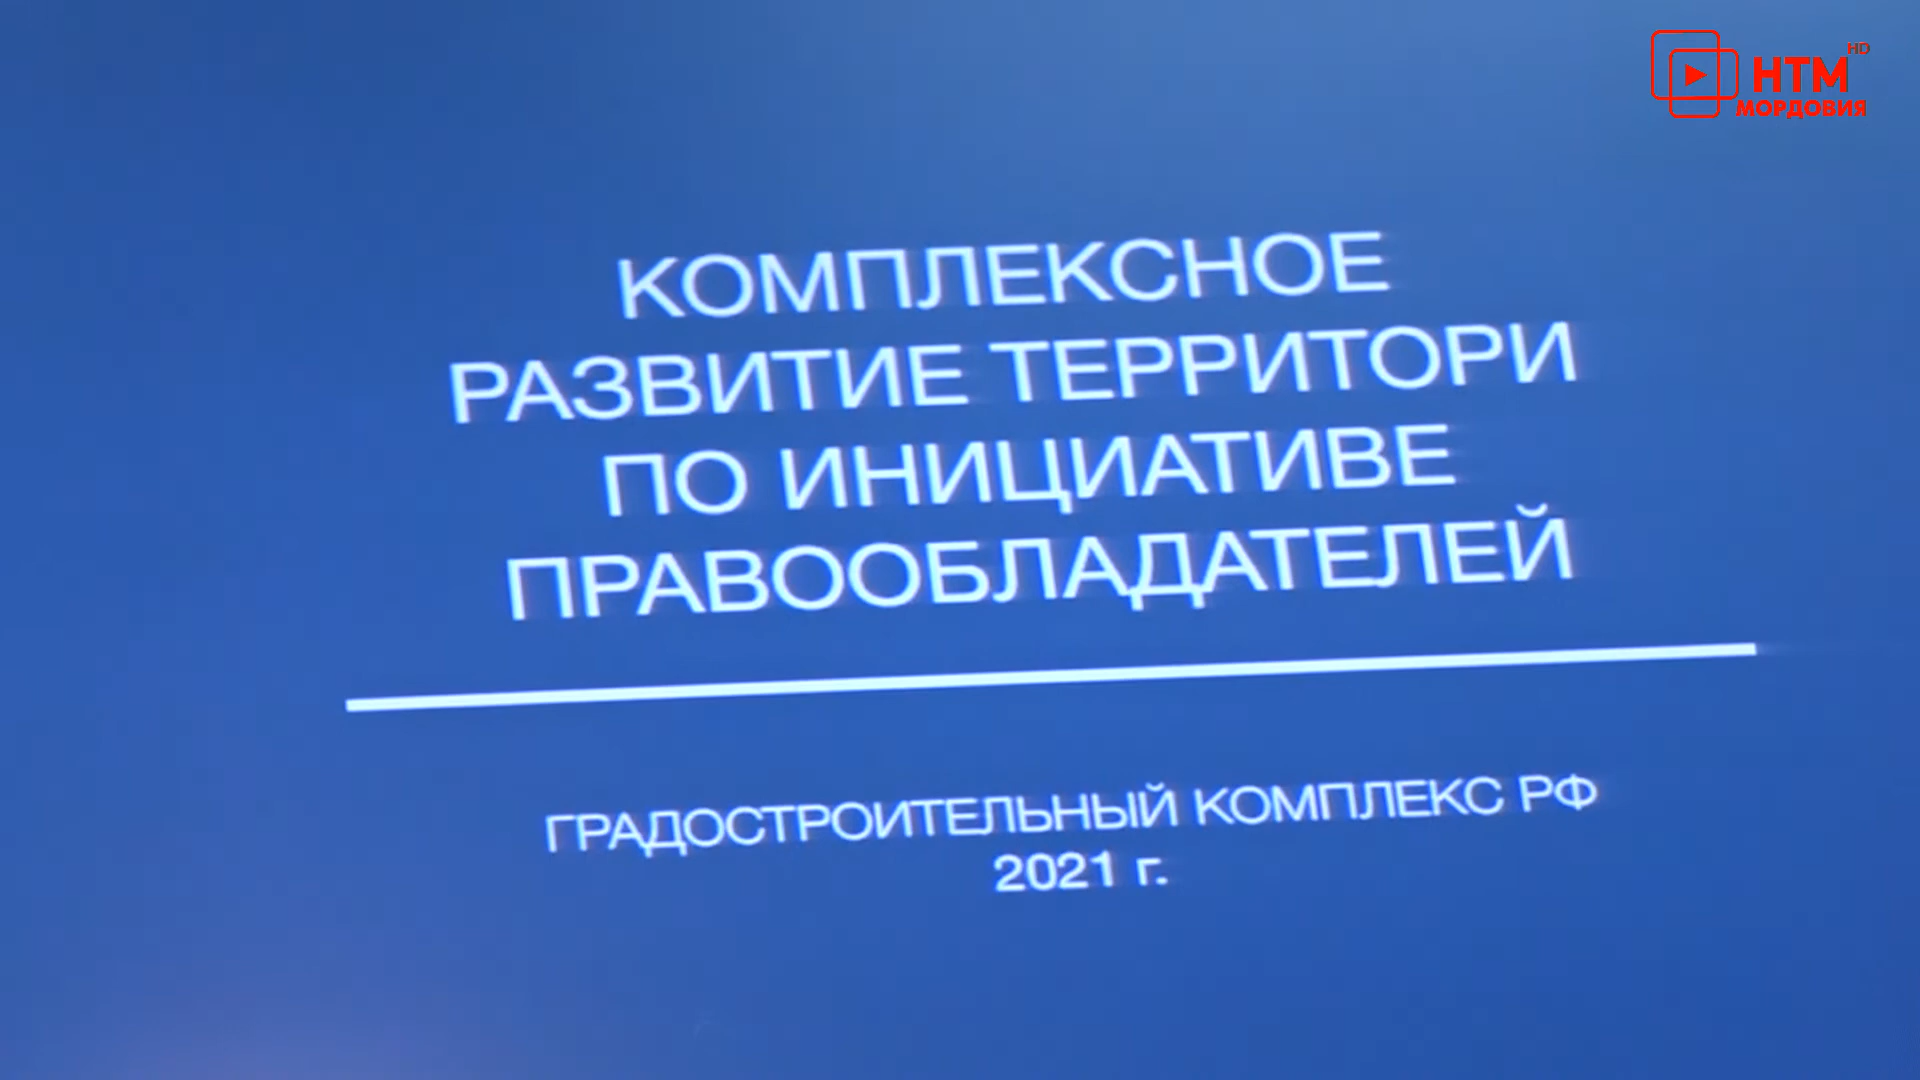 HD
НТМ
МОРДОВИЯ
КОМПЛЕКСНОЕ
РАЗВИТИЕ ТЕРРИТОРИ
ПО ИНИЦИАТИВЕ
ПРАВООБЛАДАТЕЛЕЙ
ГРАДОСТРОИТЕЛЬНЫЙ КОМПЛЕКС РФ
2021 г.